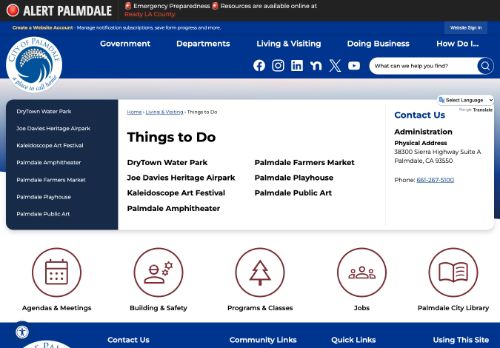 ALERT PALMDALE
🚨 Emergency Preparedness 🚨 Resources are available online at
Ready LA County.
Create a Website Account - Manage notification subscriptions, save form progress and more.
Website Sign In
CITY OF PALMDALE
a place to call home
Government
Departments
Living & Visiting
Doing Business
How Do I...
What can we help you find?
Select Language
Google Translate
DryTown Water Park
Joe Davies Heritage Airpark
Kaleidoscope Art Festival
Palmdale Amphitheater
Palmdale Farmers Market
Palmdale Playhouse
Palmdale Public Art
Home › Living & Visiting › Things to Do
Things to Do
DryTown Water Park
Joe Davies Heritage Airpark
Kaleidoscope Art Festival
Palmdale Amphitheater
Palmdale Farmers Market
Palmdale Playhouse
Palmdale Public Art
Contact Us
Administration
Physical Address
38300 Sierra Highway Suite A
Palmdale, CA 93550
Phone: 661-267-5100
Agendas & Meetings
Building & Safety
Programs & Classes
Jobs
Palmdale City Library
Contact Us
Community Links
Quick Links
Using This Site